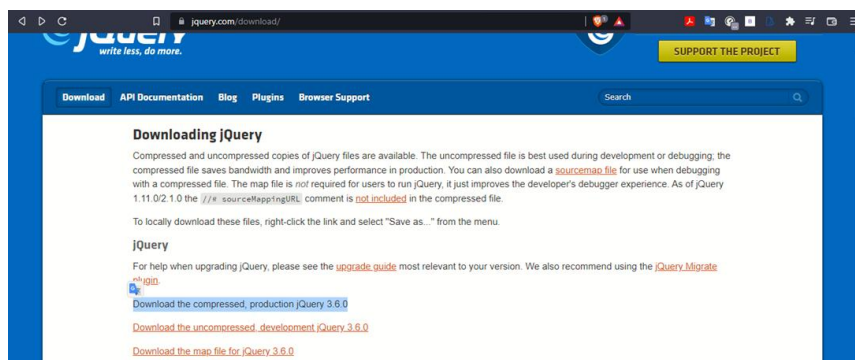 jquery.com/download/
jQuery
write less, do more.
SUPPORT THE PROJECT
Download API Documentation Blog Plugins Browser Support Search
Downloading jQuery
Compressed and uncompressed copies of jQuery files are available. The uncompressed file is best used during development or debugging; the
compressed file saves bandwidth and improves performance in production. You can also download a sourcemap file for use when debugging
with a compressed file. The map file is not required for users to run jQuery, it just improves the developer's debugger experience. As of jQuery
1.11.0/2.1.0 the //# sourceMappingURL comment is not included in the compressed file.
To locally download these files, right-click the link and select "Save as..." from the menu.
jQuery
For help when upgrading jQuery, please see the upgrade guide most relevant to your version. We also recommend using the jQuery Migrate
plugin.
Download the compressed, production jQuery 3.6.0
Download the uncompressed, development jQuery 3.6.0
Download the map file for jQuery 3.6.0